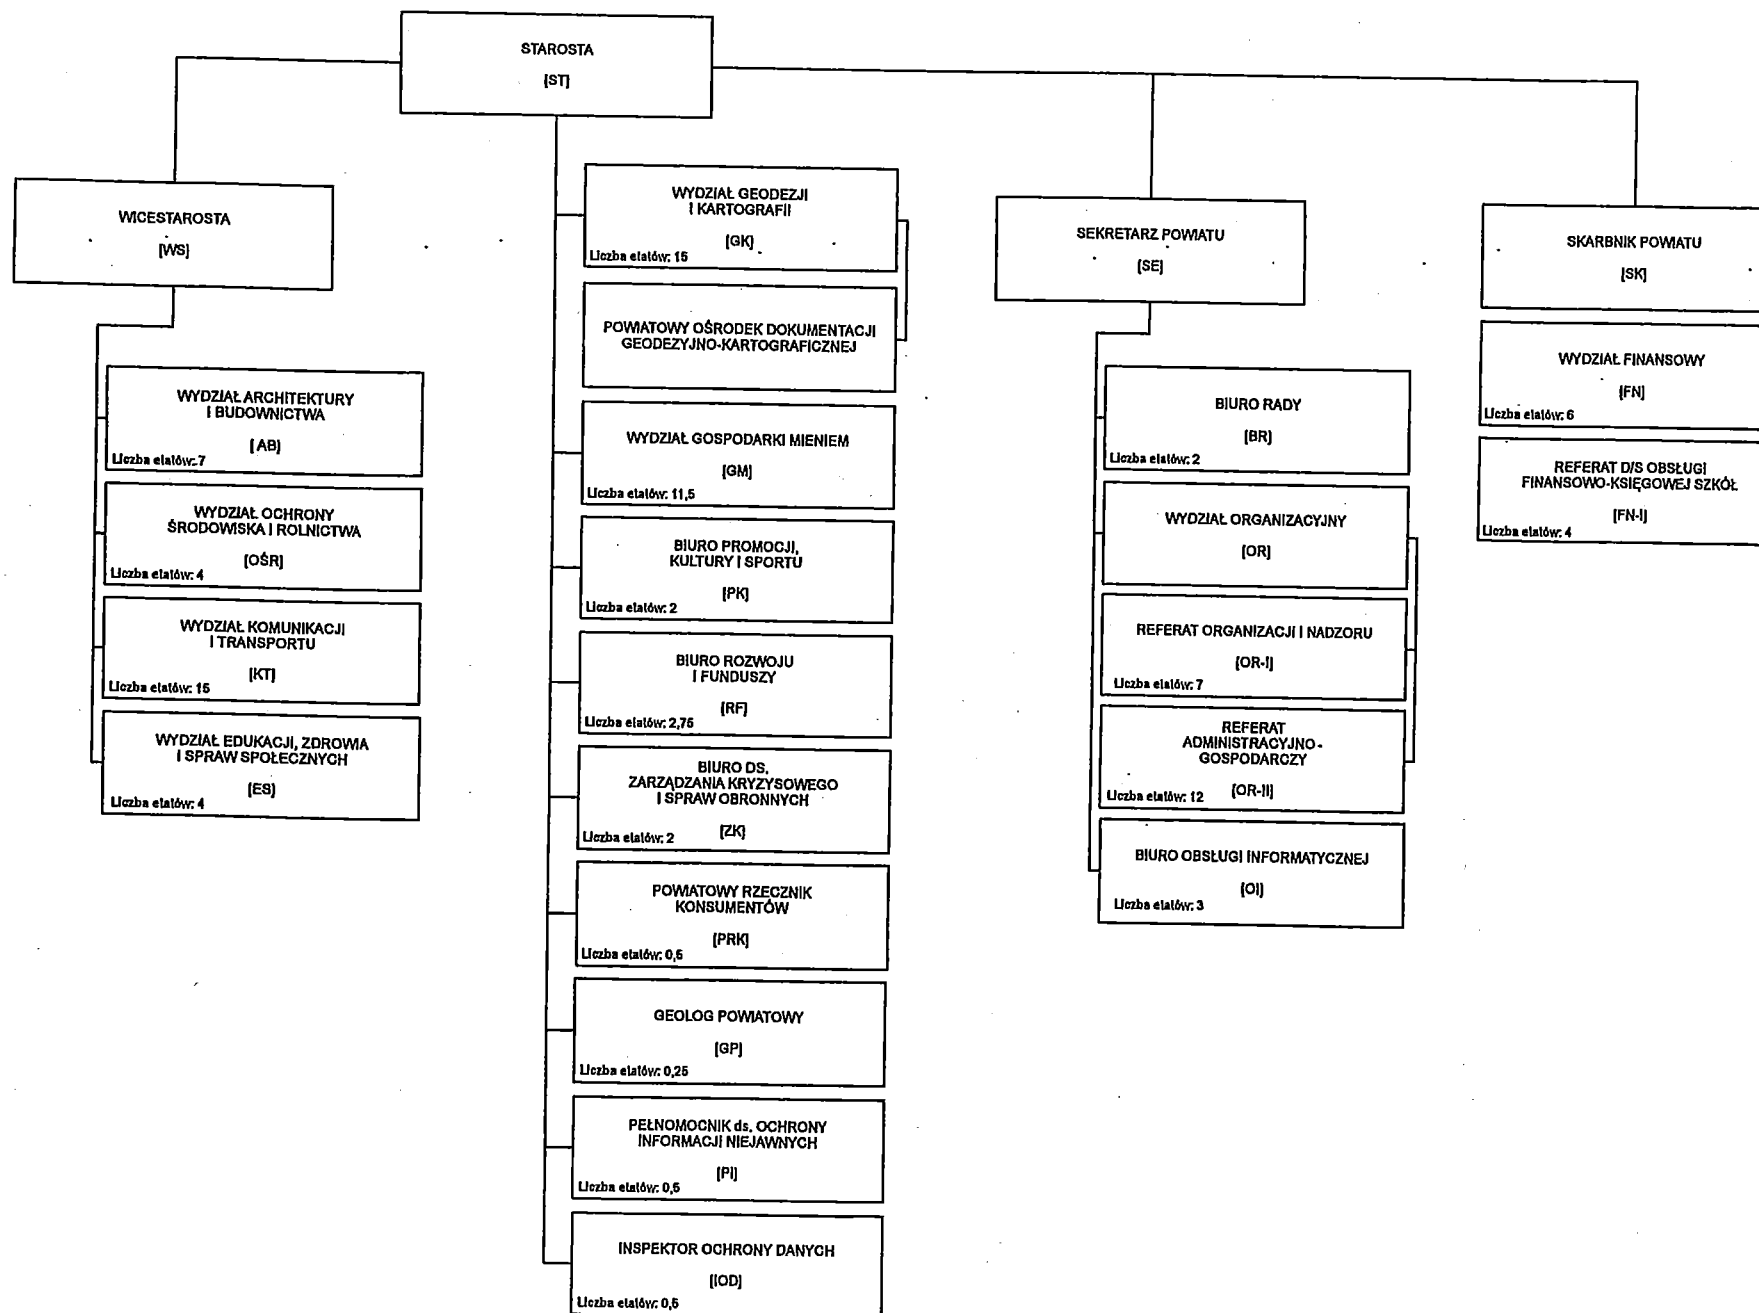 STAROSTA
[ST]
WICESTAROSTA
[WS]
WYDZIAŁ ARCHITEKTURY
I BUDOWNICTWA
[AB]
Liczba etatów: 7
WYDZIAŁ OCHRONY
ŚRODOWISKA I ROLNICTWA
[OŚR]
Liczba etatów: 4
WYDZIAŁ KOMUNIKACJI
I TRANSPORTU
[KT]
Liczba etatów: 15
WYDZIAŁ EDUKACJI, ZDROWIA
I SPRAW SPOŁECZNYCH
[ES]
Liczba etatów: 4
WYDZIAŁ GEODEZJI
I KARTOGRAFII
[GK]
Liczba etatów: 15
POWIATOWY OŚRODEK DOKUMENTACJI
GEODEZYJNO-KARTOGRAFICZNEJ
WYDZIAŁ GOSPODARKI MIENIEM
[GM]
Liczba etatów: 11,5
BIURO PROMOCJI,
KULTURY I SPORTU
[PK]
Liczba etatów: 2
BIURO ROZWOJU
I FUNDUSZY
[RF]
Liczba etatów: 2,75
BIURO DS.
ZARZĄDZANIA KRYZYSOWEGO
I SPRAW OBRONNYCH
[ZK]
Liczba etatów: 2
POWIATOWY RZECZNIK
KONSUMENTÓW
[PRK]
Liczba etatów: 0,5
GEOLOG POWIATOWY
[GP]
Liczba etatów: 0,25
PEŁNOMOCNIK ds. OCHRONY
INFORMACJI NIEJAWNYCH
[PI]
Liczba etatów: 0,5
INSPEKTOR OCHRONY DANYCH
[IOD]
Liczba etatów: 0,5
SEKRETARZ POWIATU
[SE]
BIURO RADY
[BR]
Liczba etatów: 2
WYDZIAŁ ORGANIZACYJNY
[OR]
REFERAT ORGANIZACJI I NADZORU
[OR-I]
Liczba etatów: 7
REFERAT
ADMINISTRACYJNO-
GOSPODARCZY
[OR-II]
Liczba etatów: 12
BIURO OBSŁUGI INFORMATYCZNEJ
[OI]
Liczba etatów: 3
SKARBNIK POWIATU
[SK]
WYDZIAŁ FINANSOWY
[FN]
Liczba etatów: 6
REFERAT D/S OBSŁUGI
FINANSOWO-KSIĘGOWEJ SZKÓŁ
[FN-I]
Liczba etatów: 4